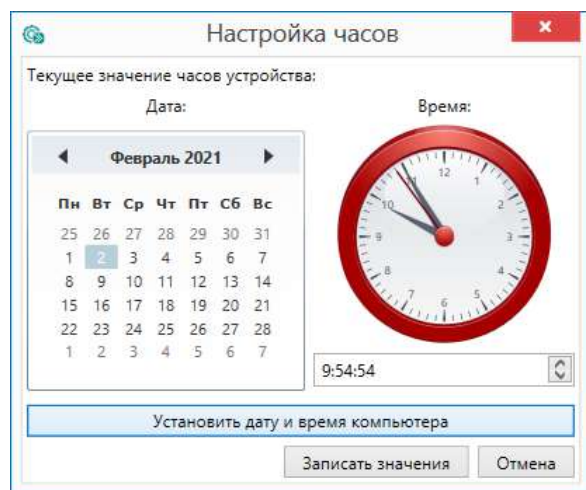 Настройка часов
Текущее значение часов устройства:
Дата:
Время:
Февраль 2021
Пн Вт Ср Чт Пт Сб Вс
25 26 27 28 29 30 31
1 2 3 4 5 6 7
8 9 10 11 12 13 14
15 16 17 18 19 20 21
22 23 24 25 26 27 28
1 2 3 4 5 6 7
12
11 1
10 2
9 3
8 4
7 6 5
9:54:54
Установить дату и время компьютера
Записать значения Отмена